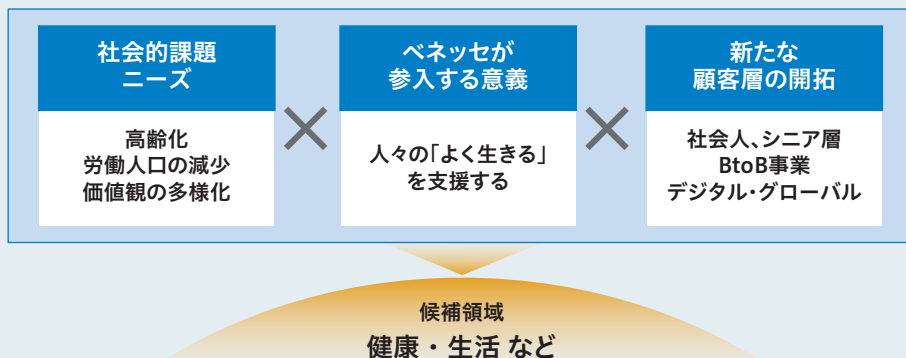 社会的課題
ニーズ
高齢化
労働人口の減少
価値観の多様化
×
ベネッセが
参入する意義
人々の「よく生きる」
を支援する
×
新たな
顧客層の開拓
社会人、シニア層
BtoB事業
デジタル・グローバル
候補領域
健康・生活 など